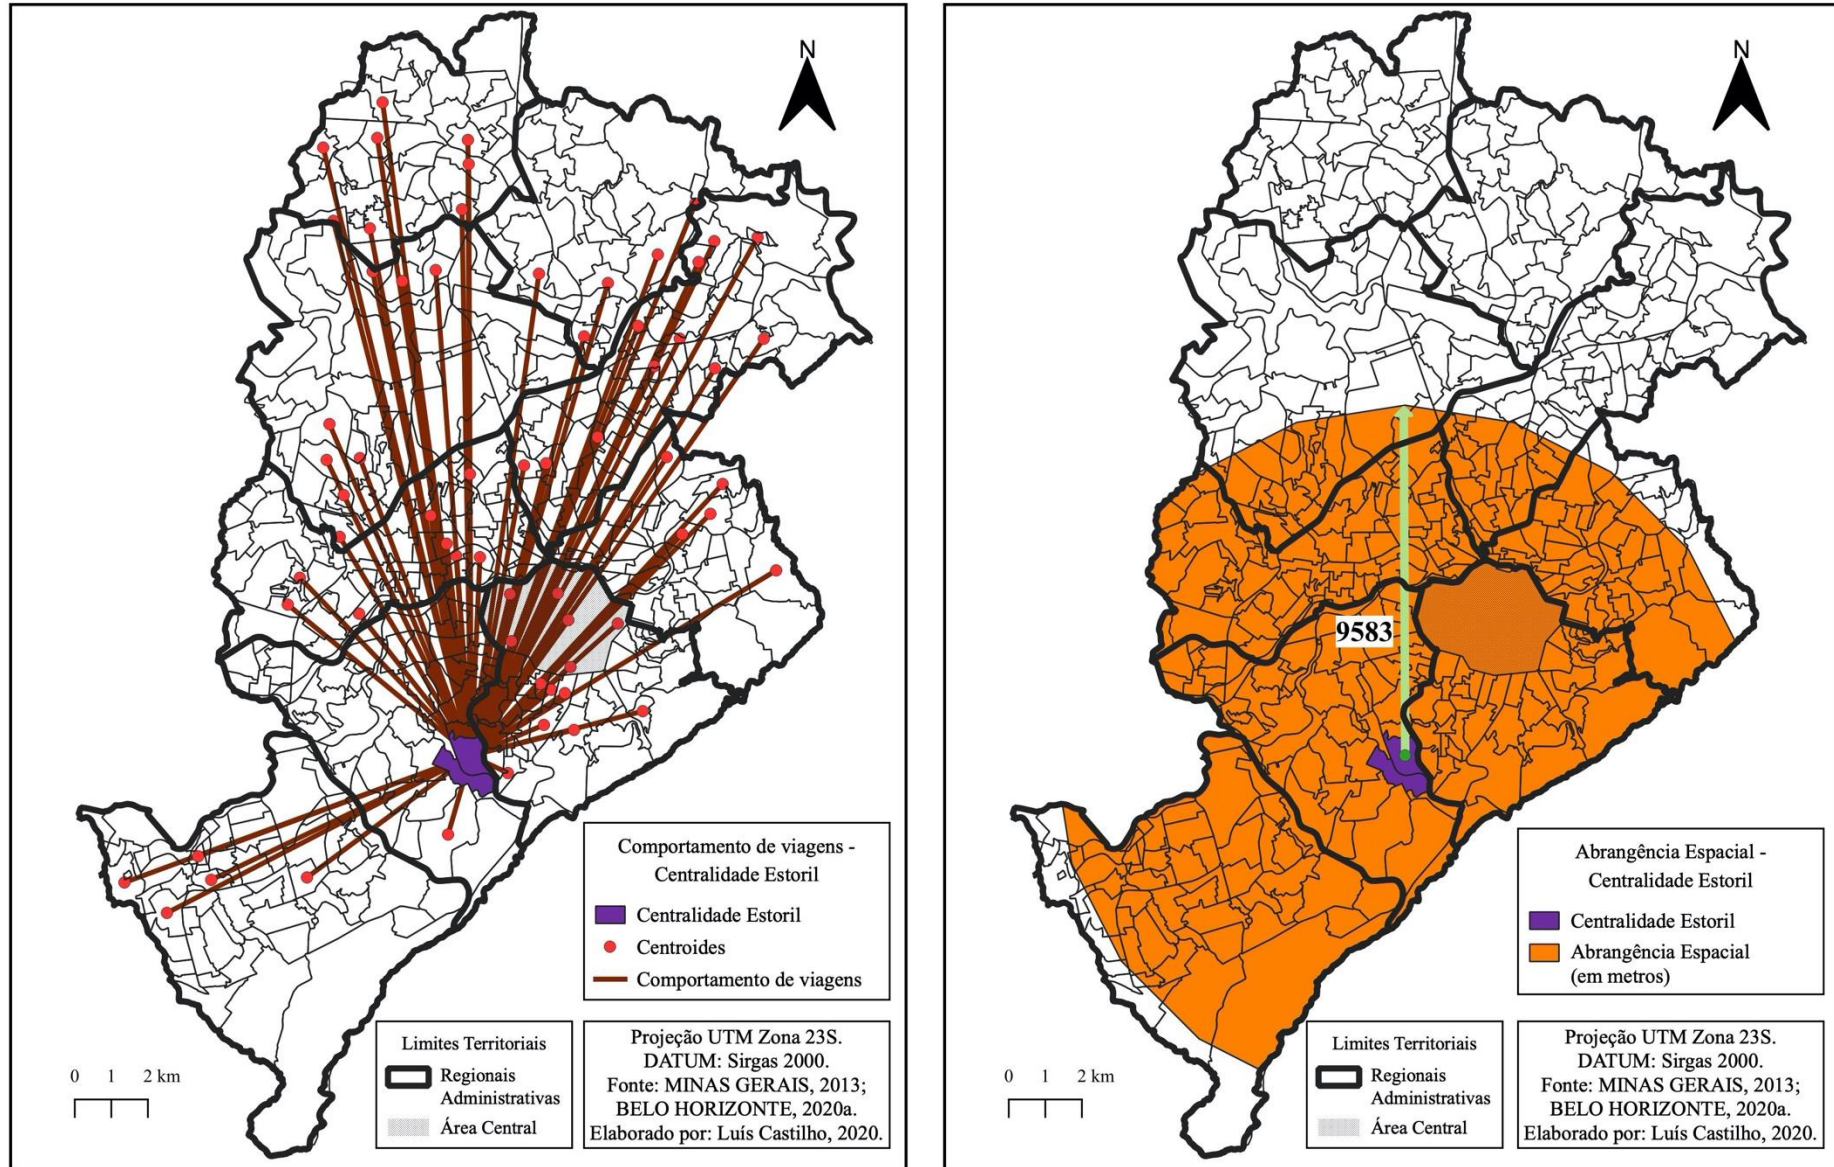 N
Comportamento de viagens -
Centralidade Estoril
Centralidade Estoril
Centroides
Comportamento de viagens
Limites Territoriais
Regionais
Administrativas
Área Central
Projeção UTM Zona 23S.
DATUM: Sirgas 2000.
Fonte: MINAS GERAIS, 2013;
BELO HORIZONTE, 2020a.
Elaborado por: Luís Castilho, 2020.
0 1 2 km
N
9583
Abrangência Espacial -
Centralidade Estoril
Centralidade Estoril
Abrangência Espacial
(em metros)
Limites Territoriais
Regionais
Administrativas
Área Central
Projeção UTM Zona 23S.
DATUM: Sirgas 2000.
Fonte: MINAS GERAIS, 2013;
BELO HORIZONTE, 2020a.
Elaborado por: Luís Castilho, 2020.
0 1 2 km